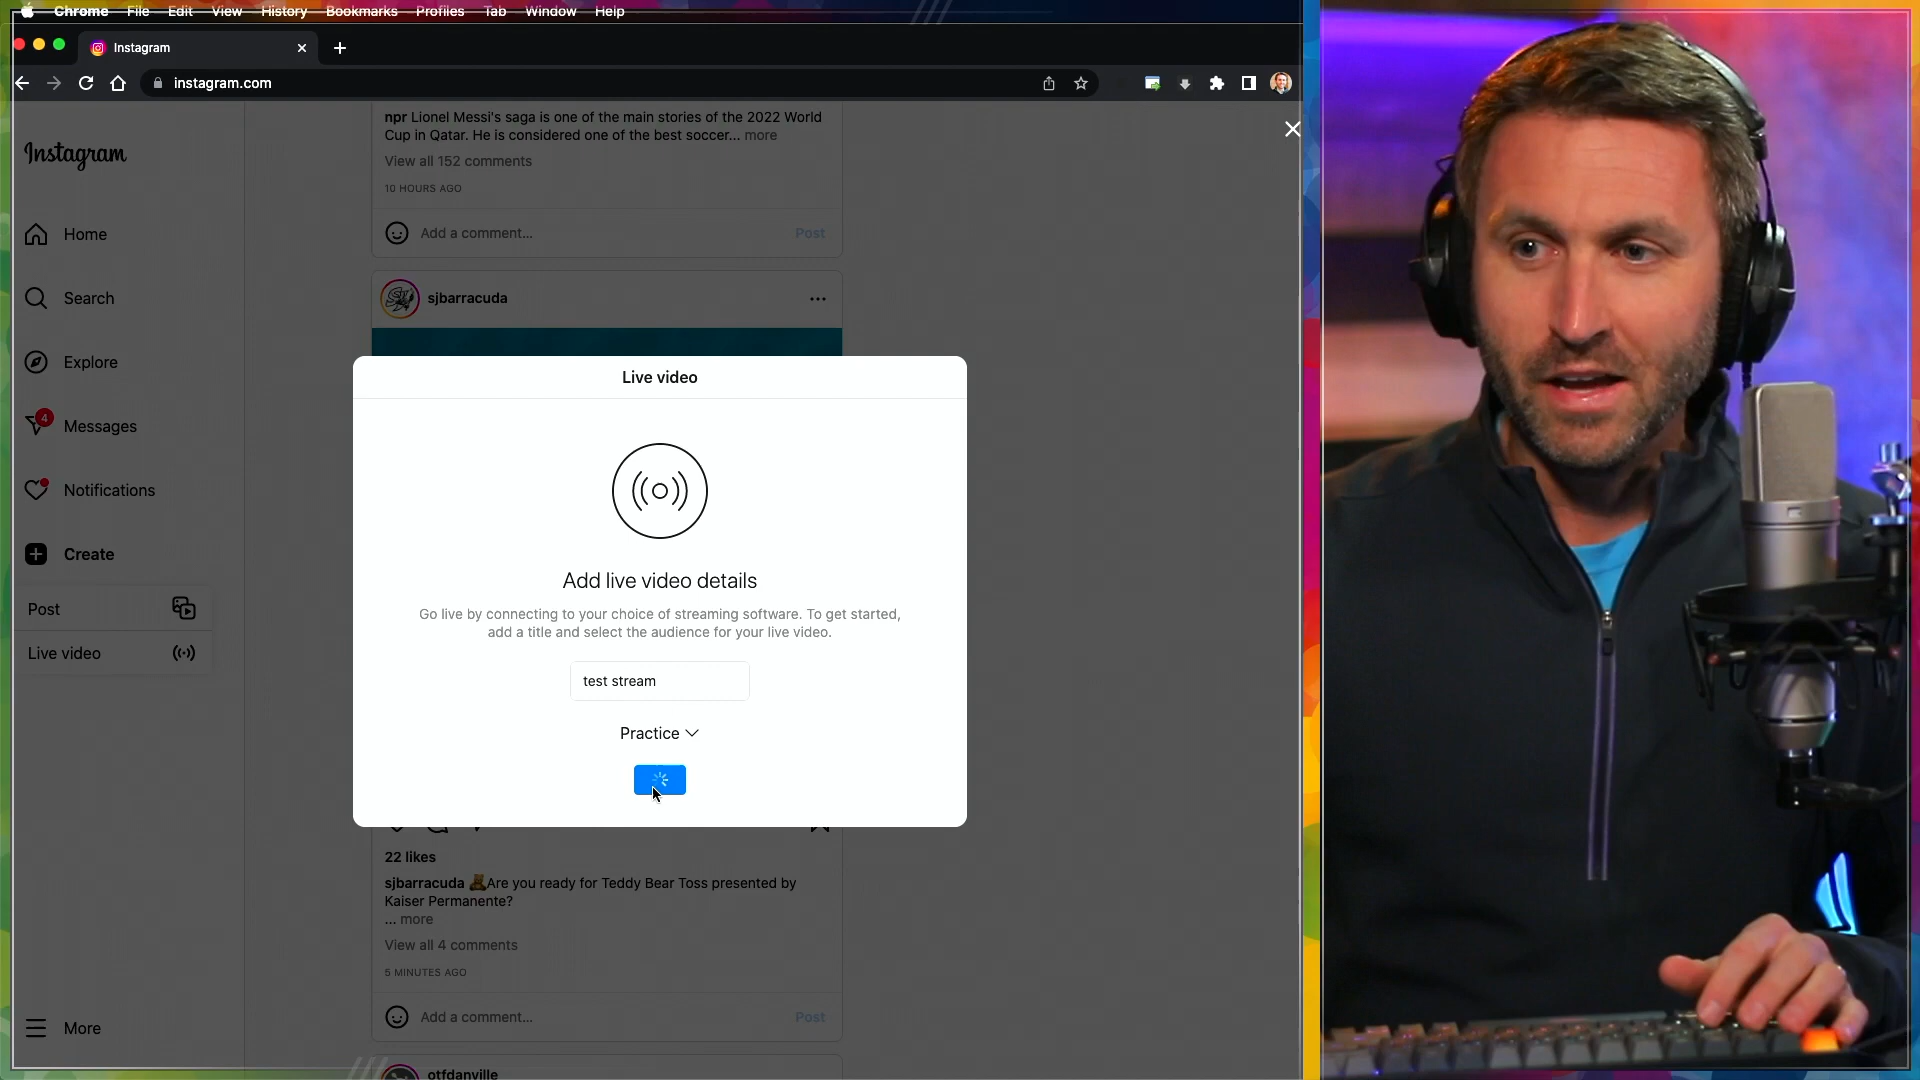 Chrome File Edit View History Bookmarks Profiles Tab Window Help
Instagram
instagram.com
Instagram
Home
Search
Explore
4
Messages
Notifications
Create
Post
Live video
More
npr Lionel Messi's saga is one of the main stories of the 2022 World
Cup in Qatar. He is considered one of the best soccer... more
View all 152 comments
10 HOURS AGO
Add a comment... Post
sjbarracuda
Live video
Add live video details
Go live by connecting to your choice of streaming software. To get started,
add a title and select the audience for your live video.
test stream
Practice
22 likes
sjbarracuda 🧸Are you ready for Teddy Bear Toss presented by
Kaiser Permanente?
... more
View all 4 comments
5 MINUTES AGO
Add a comment... Post
otfdanville